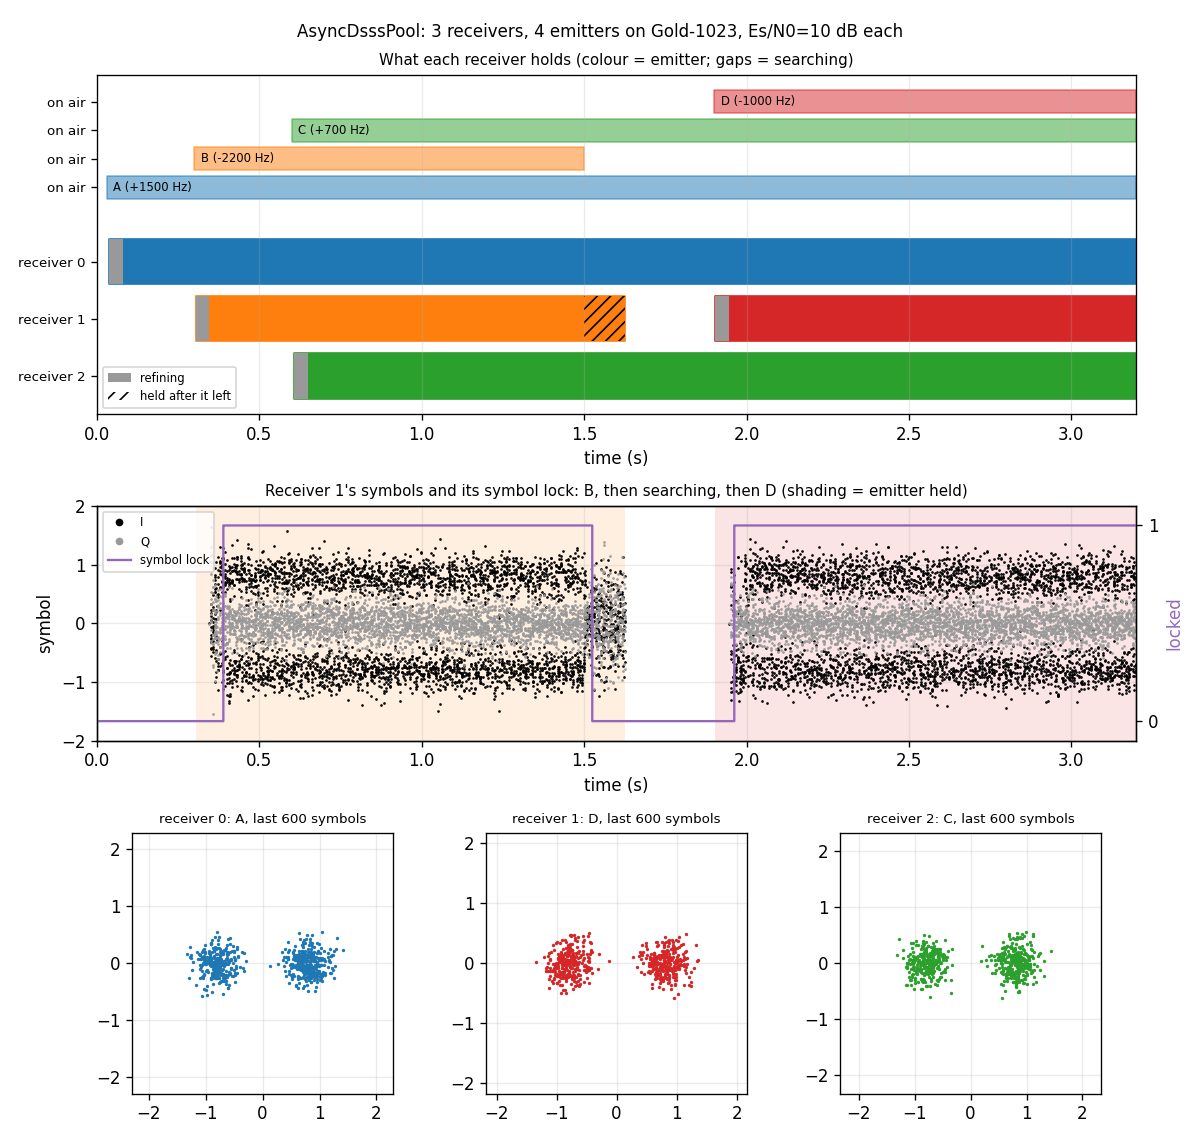 AsyncDsssPool: 3 receivers, 4 emitters on Gold-1023, Es/N0=10 dB each
What each receiver holds (colour = emitter; gaps = searching)
on air
D (-1000 Hz)
on air
C (+700 Hz)
on air
B (-2200 Hz)
on air
A (+1500 Hz)
receiver 0
receiver 1
receiver 2
refining
held after it left
0.0 0.5 1.0 1.5 2.0 2.5 3.0
time (s)
Receiver 1's symbols and its symbol lock: B, then searching, then D (shading = emitter held)
I
Q
symbol lock
2
1
0
−1
−2
symbol
1
0
locked
0.0 0.5 1.0 1.5 2.0 2.5 3.0
time (s)
receiver 0: A, last 600 symbols
2
1
0
−1
−2
−2 −1 0 1 2
receiver 1: D, last 600 symbols
2
1
0
−1
−2
−2 −1 0 1 2
receiver 2: C, last 600 symbols
2
1
0
−1
−2
−2 −1 0 1 2